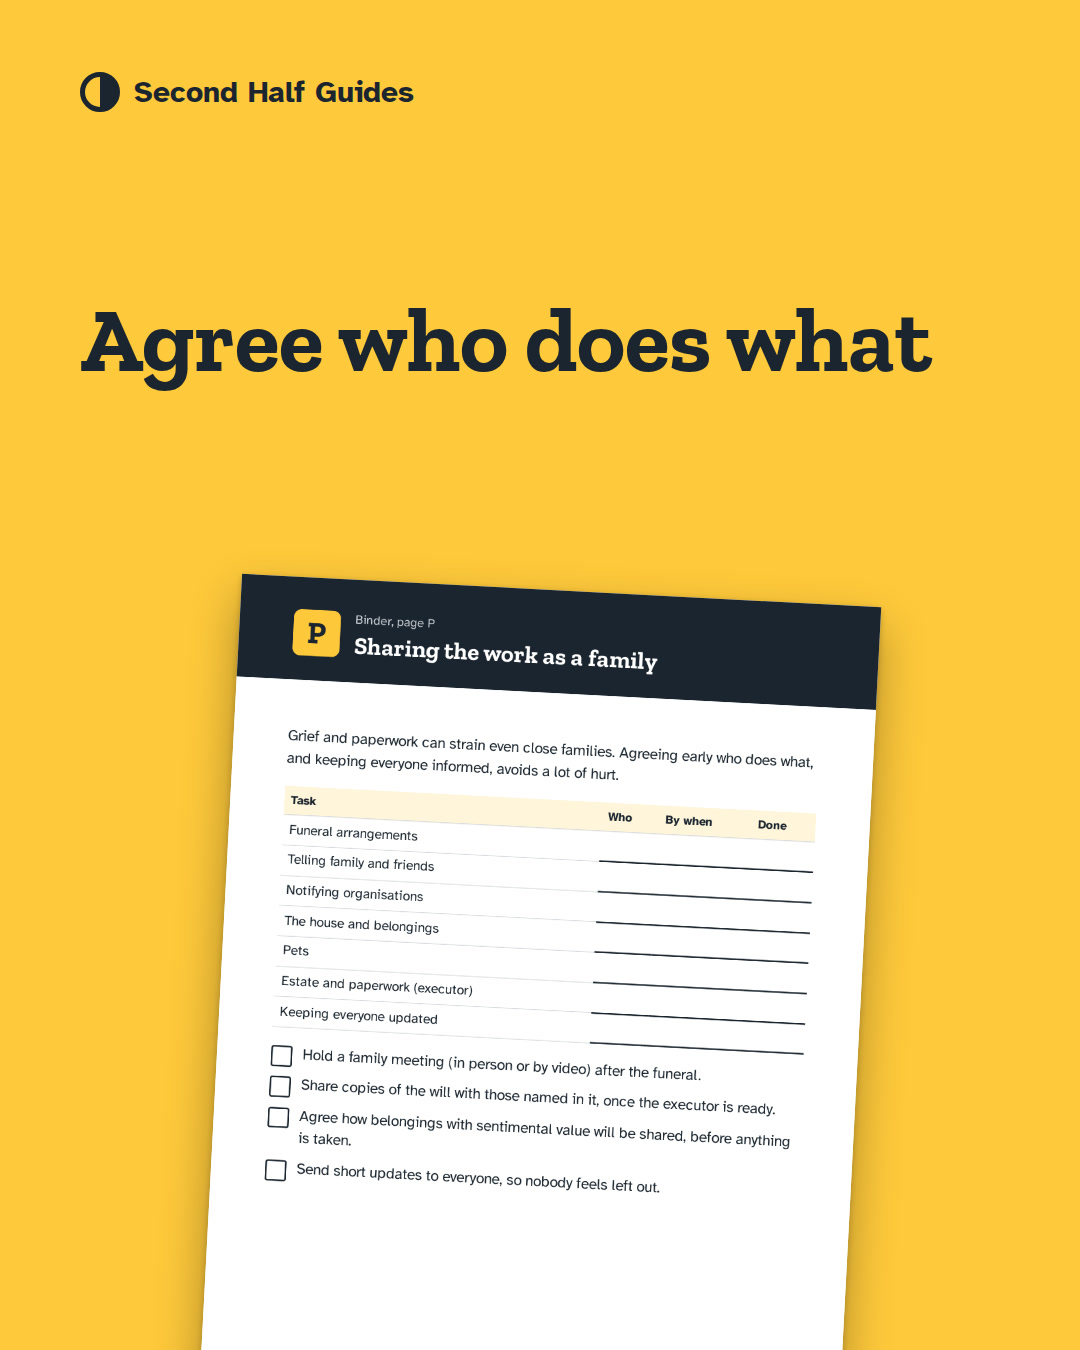 Second Half Guides
Agree who does what
P
Binder, page P
Sharing the work as a family
Grief and paperwork can strain even close families. Agreeing early who does what,
and keeping everyone informed, avoids a lot of hurt.
Task Who By when Done
Funeral arrangements
Telling family and friends
Notifying organisations
The house and belongings
Pets
Estate and paperwork (executor)
Keeping everyone updated
Hold a family meeting (in person or by video) after the funeral.
Share copies of the will with those named in it, once the executor is ready.
Agree how belongings with sentimental value will be shared, before anything
is taken.
Send short updates to everyone, so nobody feels left out.